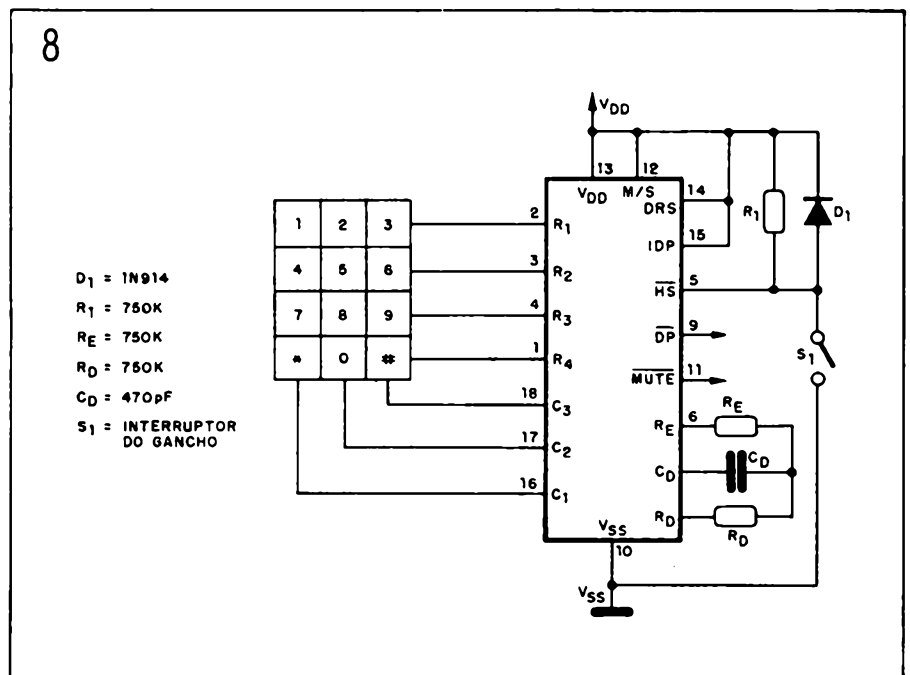 8
VDD
13 12
VDD M/S
DRS 14
IDP 15
R1 D1
1 2 3
4 5 6
7 8 9
* 0 #
2 R1
3 R2
4 R3
1 R4
18 C3
17 C2
16 C1
HS 5
DP 9
MUTE 11
S1
RE 6 RE
CD CD
RD RD
VSS
10
VSS
D1 = 1N914
R1 = 750K
RE = 750K
RD = 750K
CD = 470pF
S1 = INTERRUPTOR
DO GANCHO